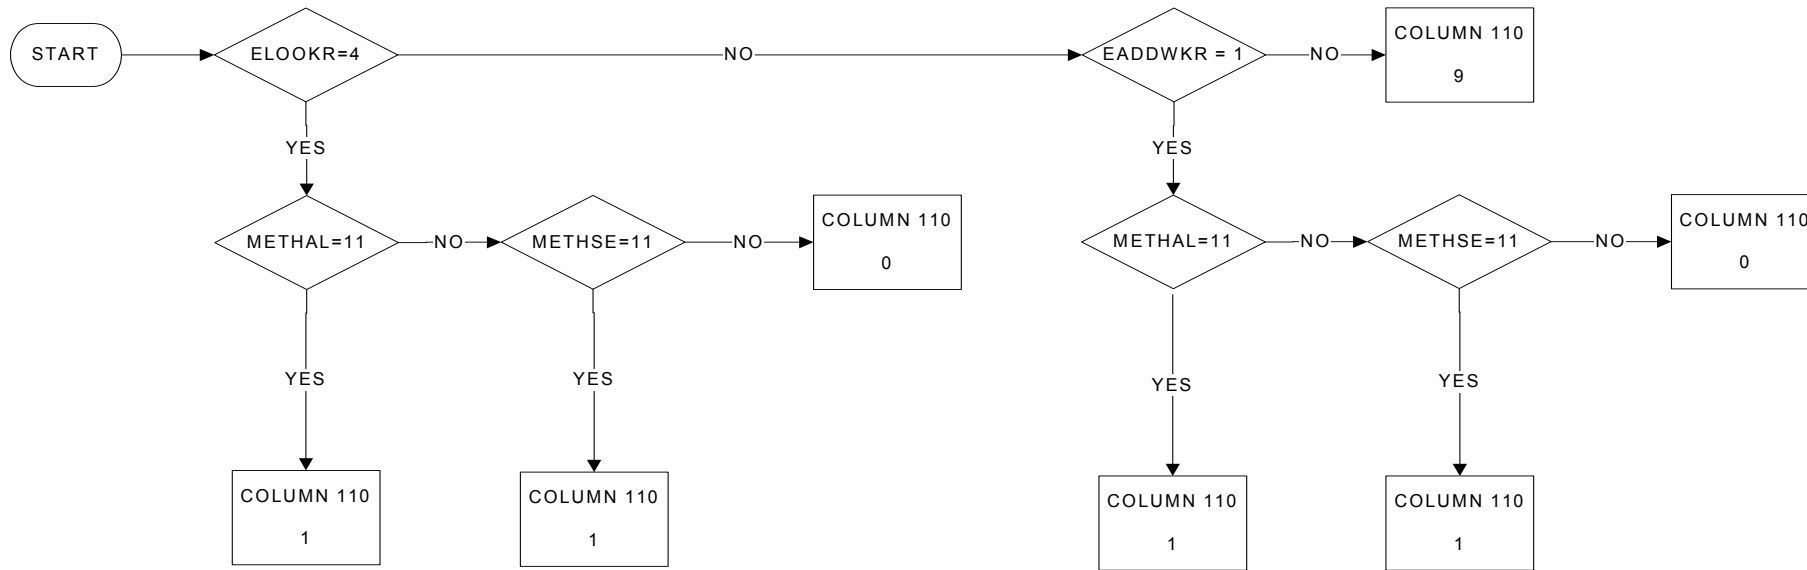 START
ELOOKR=4
NO
EADDWKR = 1
NO
COLUMN 110
9
YES
YES
METHAL=11
NO
METHSE=11
NO
COLUMN 110
0
METHAL=11
NO
METHSE=11
NO
COLUMN 110
0
YES
YES
YES
YES
COLUMN 110
1
COLUMN 110
1
COLUMN 110
1
COLUMN 110
1